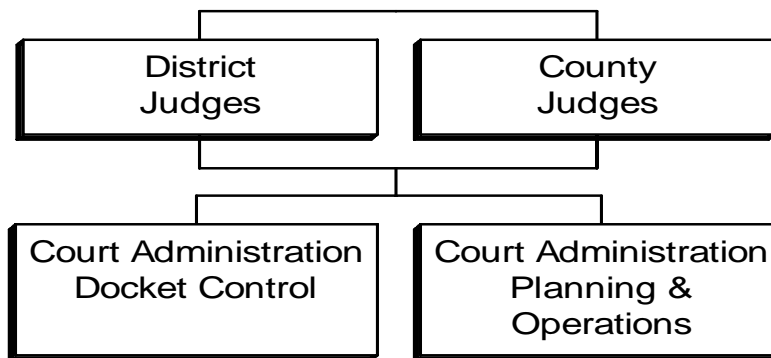 District
Judges
County
Judges
Court Administration
Docket Control
Court Administration
Planning &
Operations